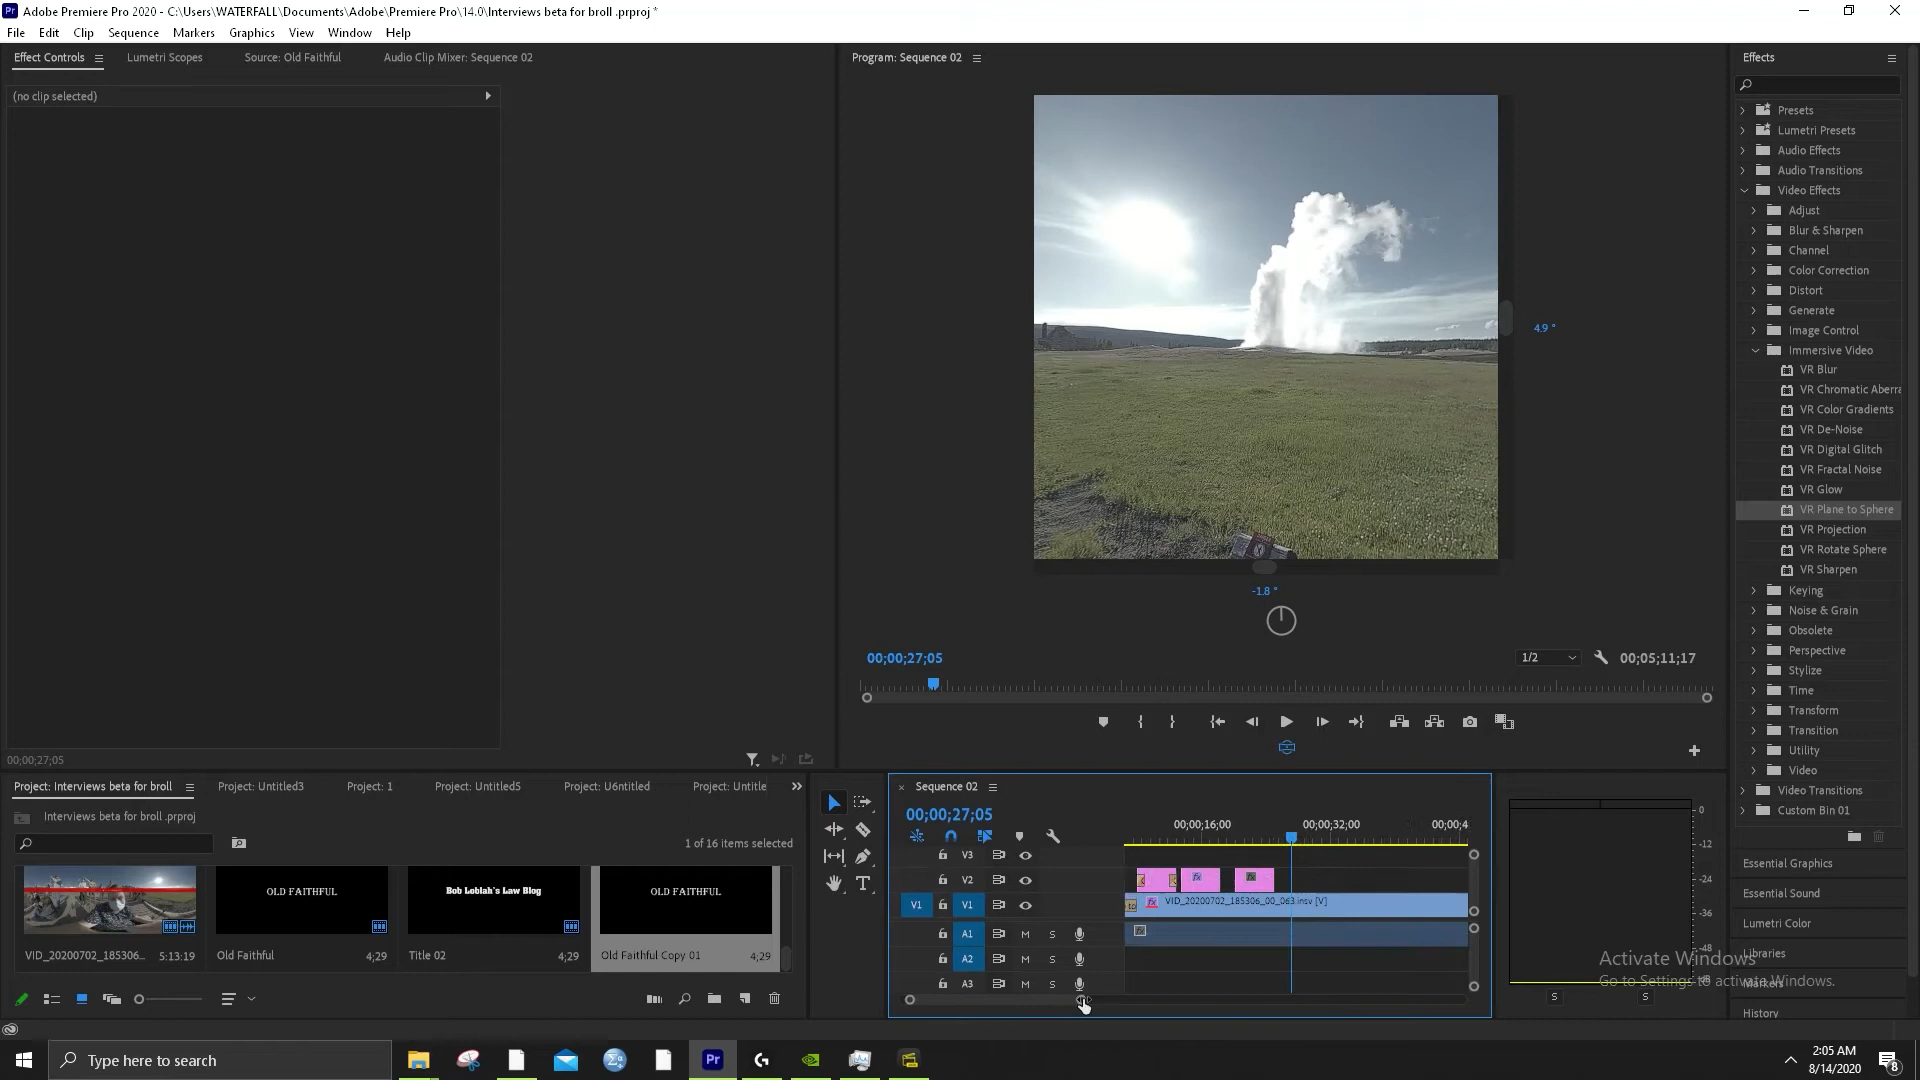 Adobe Premiere Pro 2020 - C:\Users\WATERFALL\Documents\Adobe\Premiere Pro\14.0\Interviews beta for broll .prproj *
File Edit Clip Sequence Markers Graphics View Window Help
Effect Controls Lumetri Scopes Source: Old Faithful Audio Clip Mixer: Sequence 02
(no clip selected)
00;00;27;05
Program: Sequence 02
4.9 °
-1.8 °
00;00;27;05 1/2 00;05;11;17
Effects
Presets
Lumetri Presets
Audio Effects
Audio Transitions
Video Effects
Adjust
Blur & Sharpen
Channel
Color Correction
Distort
Generate
Image Control
Immersive Video
VR Blur
VR Chromatic Aberra
VR Color Gradients
VR De-Noise
VR Digital Glitch
VR Fractal Noise
VR Glow
VR Plane to Sphere
VR Projection
VR Rotate Sphere
VR Sharpen
Keying
Noise & Grain
Obsolete
Perspective
Stylize
Time
Transform
Transition
Utility
Video
Video Transitions
Custom Bin 01
Essential Graphics
Essential Sound
Lumetri Color
Libraries
Markers
History
Project: Interviews beta for broll Project: Untitled3 Project: 1 Project: Untitled5 Project: U6ntitled Project: Untitle
Interviews beta for broll .prproj
1 of 16 items selected
OLD FAITHFUL
Bob Loblah's Law Blog
OLD FAITHFUL
VID_20200702_185306... 5:13:19
Old Faithful 4;29
Title 02 4;29
Old Faithful Copy 01 4;29
Sequence 02
00;00;27;05
00;00;16;00 00;00;32;00 00;00;4
V3
V2
V1 V1
VID_20200702_185306_00_063.insv [V]
A1 M S
A2 M S
A3 M S
0
-12
-24
-36
-48
S S
Activate Windows
Go to Settings to activate Windows.
Type here to search
2:05 AM
8/14/2020
8